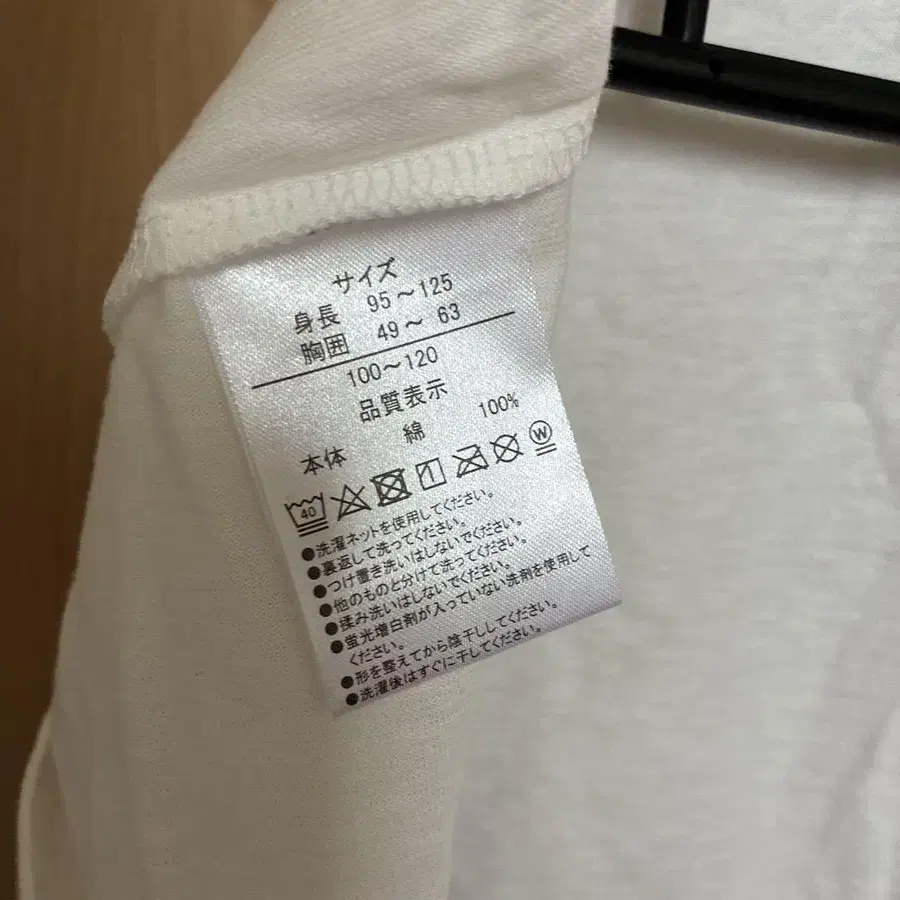 サイズ
身長 95～125
胸囲 49～ 63
100～120
品質表示
本体 綿 100%
40 W
●洗濯ネットを使用してください。
●裏返して洗ってください。
●つけ置き洗いはしないでください。
●他のものと分けて洗ってください。
●揉み洗いはしないでください。
●蛍光増白剤が入っていない洗剤を使用して
ください。
●形を整えてから陰干ししてください。
●洗濯後はすぐに干してください。